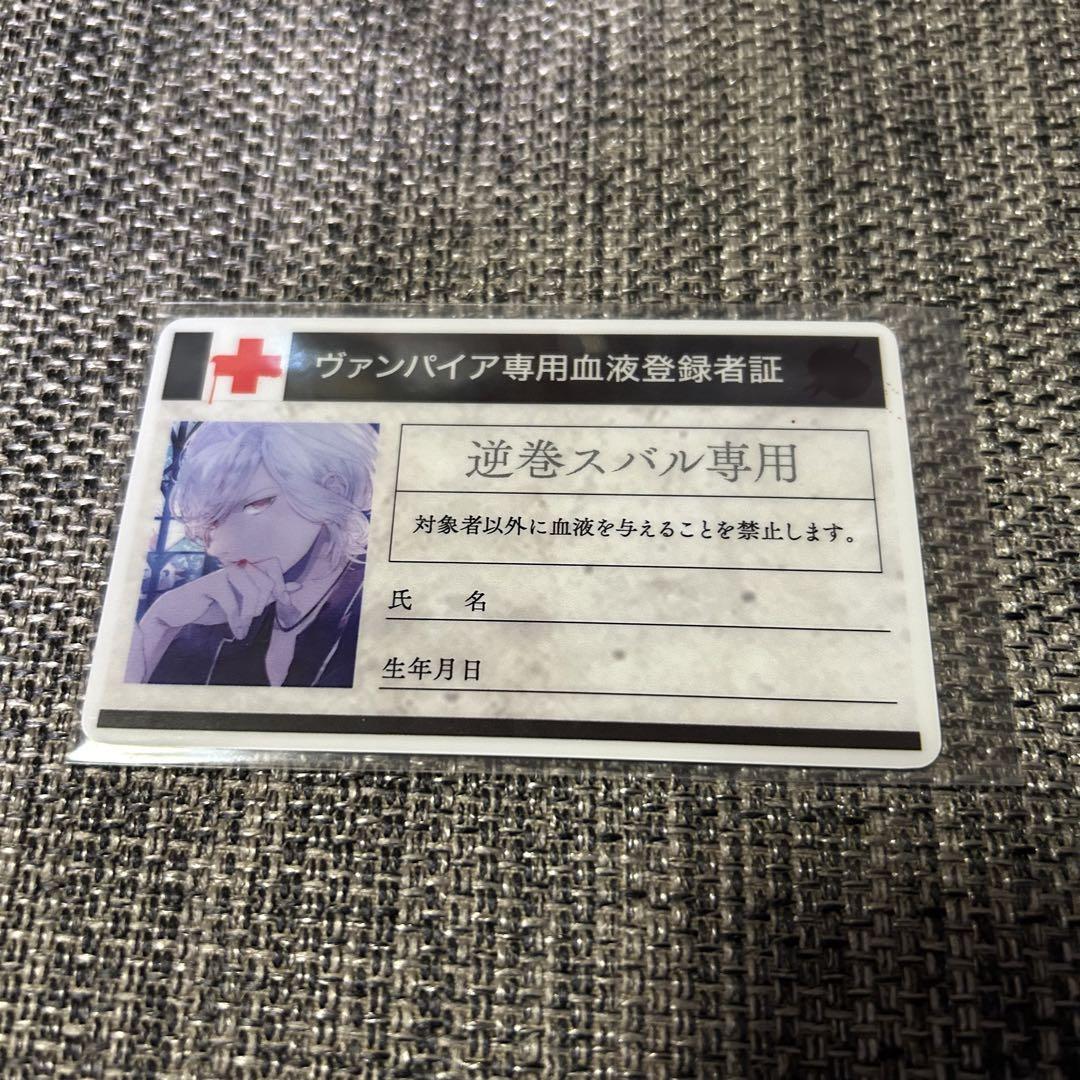 ヴァンパイア専用血液登録者証
逆巻スバル専用
対象者以外に血液を与えることを禁止します。
氏　名
生年月日